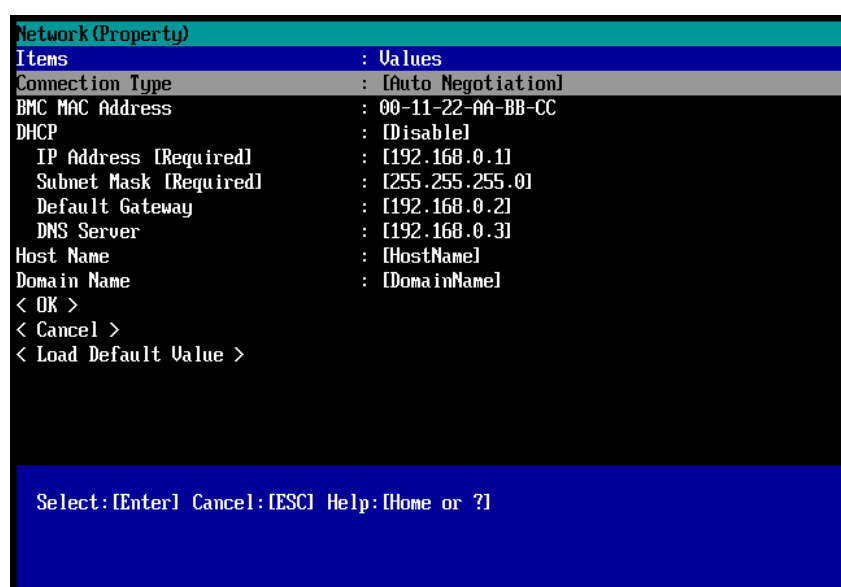 Network(Property)
Items : Values
Connection Type : [Auto Negotiation]
BMC MAC Address : 00-11-22-AA-BB-CC
DHCP : [Disable]
IP Address [Required] : [192.168.0.1]
Subnet Mask [Required] : [255.255.255.0]
Default Gateway : [192.168.0.2]
DNS Server : [192.168.0.3]
Host Name : [HostName]
Domain Name : [DomainName]
< OK >
< Cancel >
< Load Default Value >
Select:[Enter] Cancel:[ESC] Help:[Home or ?]